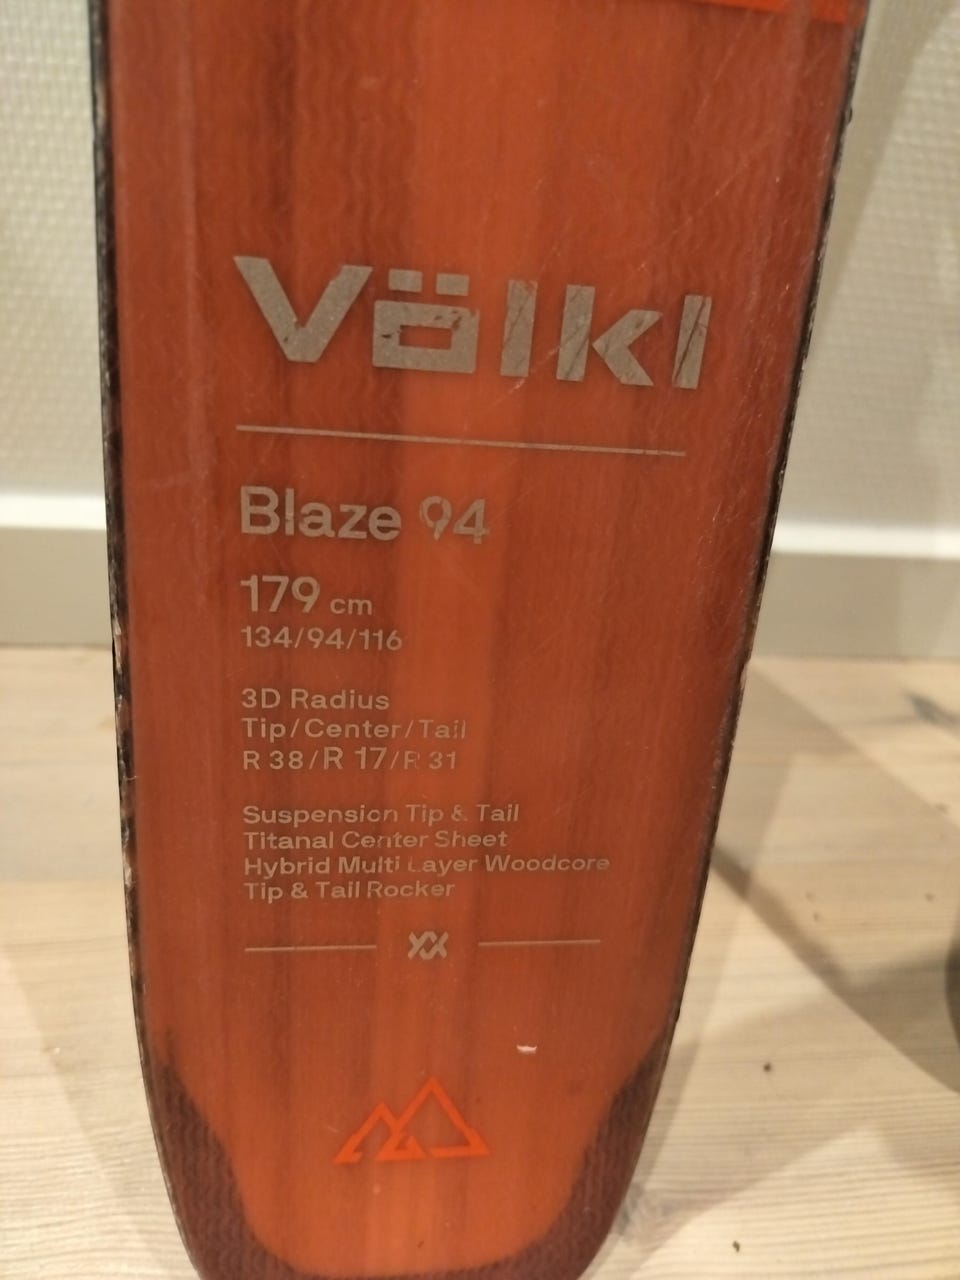 Völkl
Blaze 94
179 cm
134/94/116
3D Radius
Tip/Center/Tail
R 38/R 17/R 31
Suspension Tip & Tail
Titanal Center Sheet
Hybrid Multi Layer Woodcore
Tip & Tail Rocker